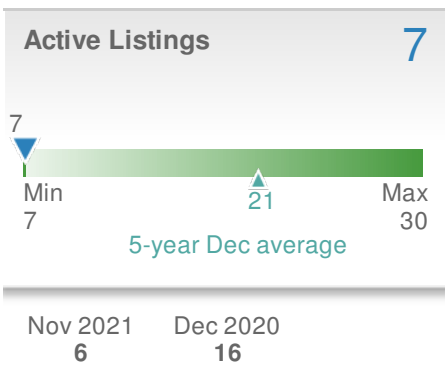 Active Listings 7
7
Min 21 Max
7 30
5-year Dec average
Nov 2021 Dec 2020
6 16